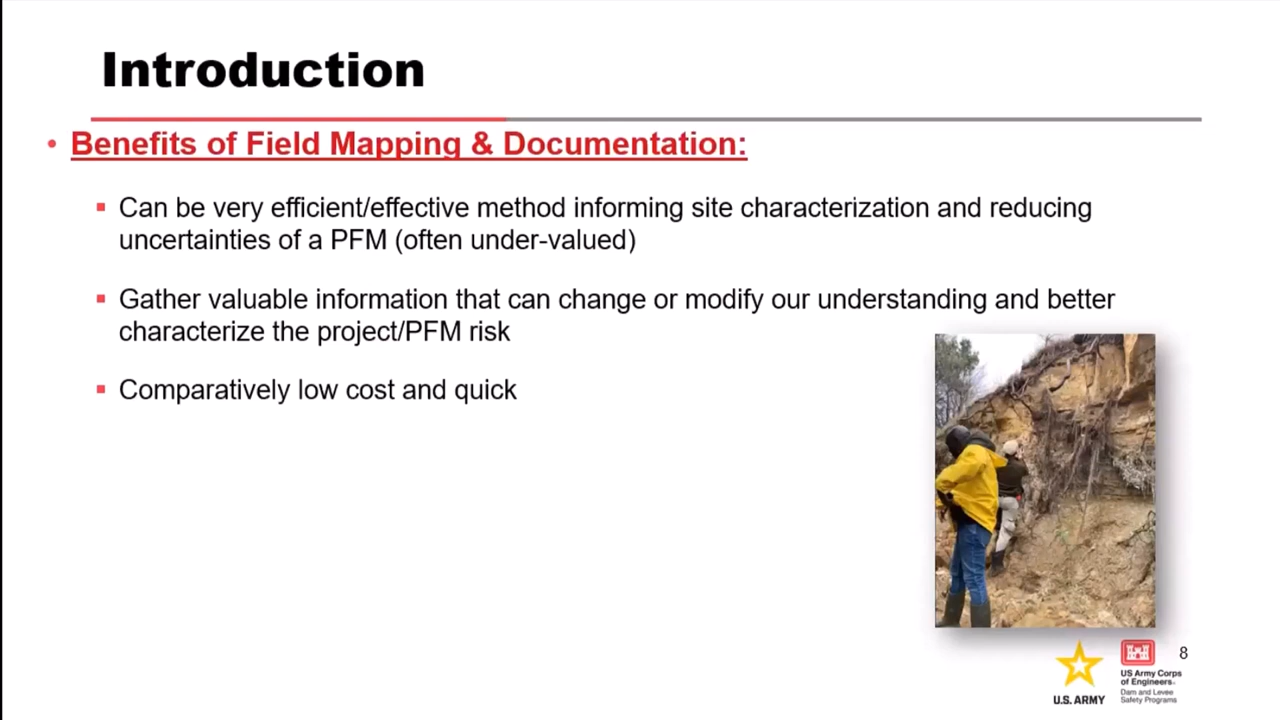 Introduction
• Benefits of Field Mapping & Documentation:
▪ Can be very efficient/effective method informing site characterization and reducing
uncertainties of a PFM (often under-valued)
▪ Gather valuable information that can change or modify our understanding and better
characterize the project/PFM risk
▪ Comparatively low cost and quick
8
U.S. ARMY
US Army Corps
of Engineers.
Dam and Levee
Safety Programs